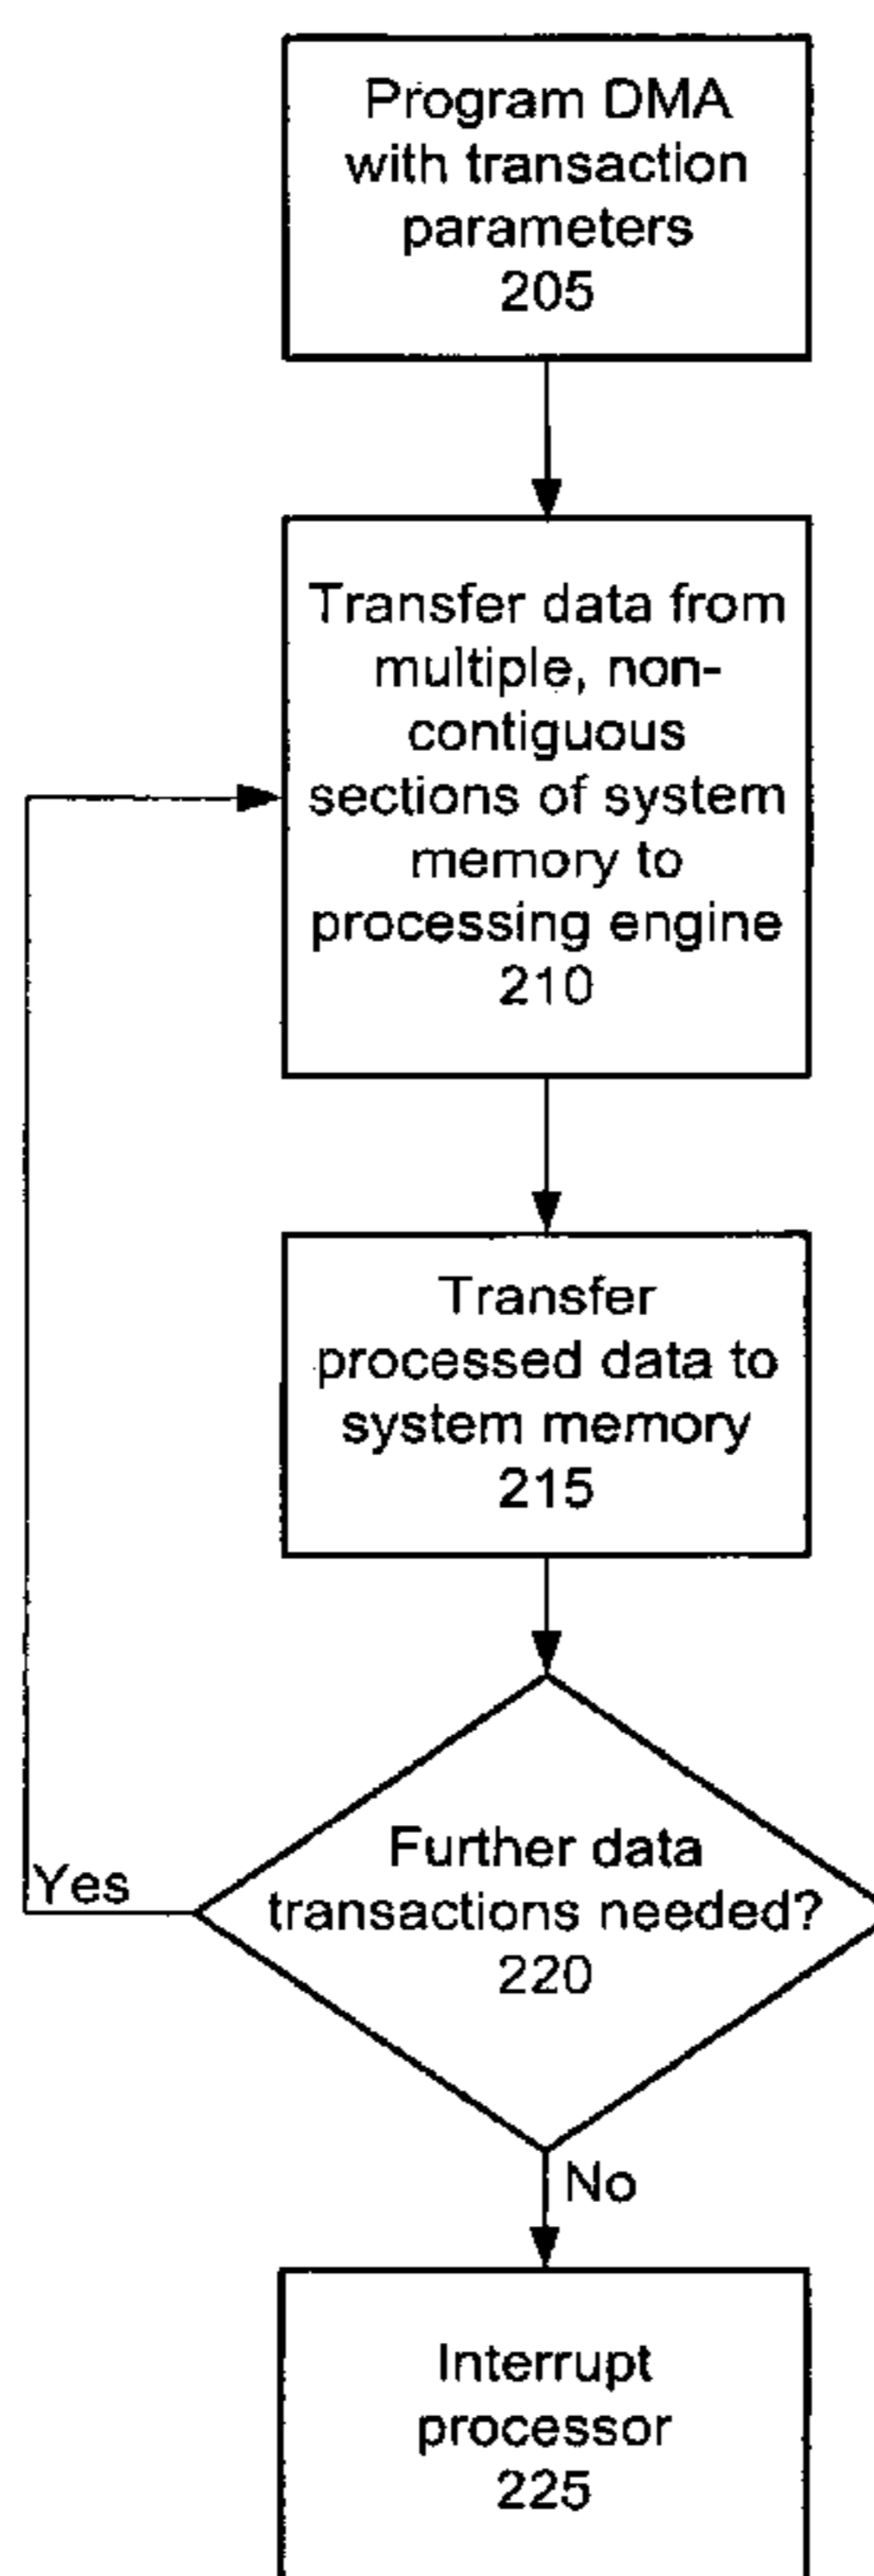 Program DMA
with transaction
parameters
205
Transfer data from
multiple, non-
contiguous
sections of system
memory to
processing engine
210
Transfer
processed data to
system memory
215
Further data
transactions needed?
220
Yes
No
Interrupt
processor
225